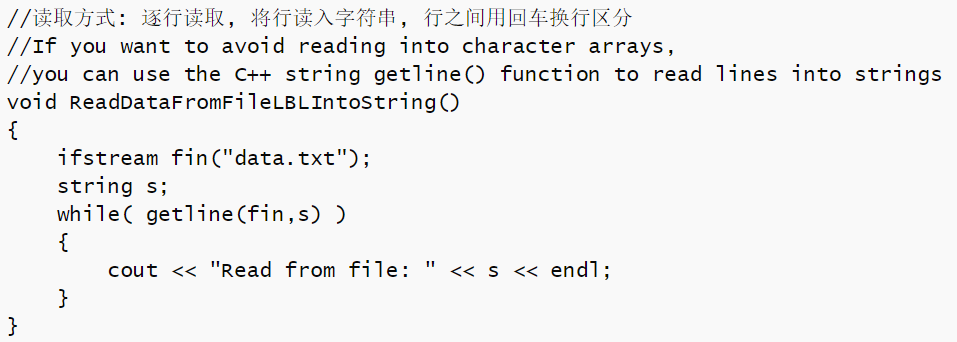 //读取方式: 逐行读取, 将行读入字符串, 行之间用回车换行区分
//If you want to avoid reading into character arrays,
//you can use the C++ string getline() function to read lines into strings
void ReadDataFromFileLBLIntoString()
{
    ifstream fin("data.txt");
    string s;
    while( getline(fin,s) )
    {
        cout << "Read from file: " << s << endl;
    }
}